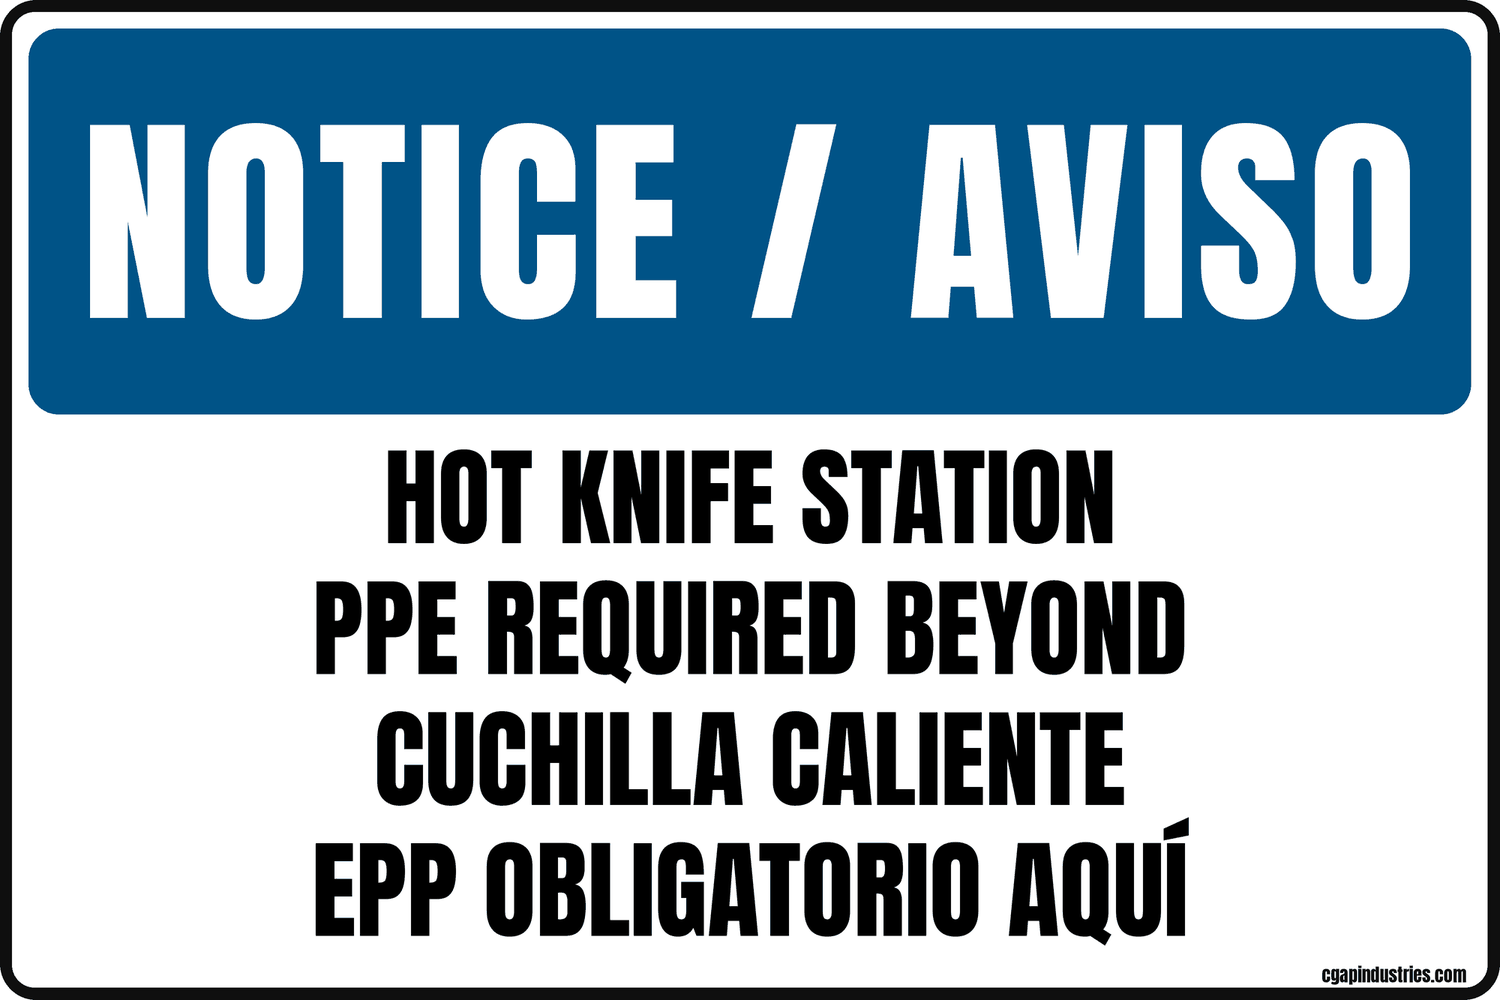 NOTICE / AVISO
HOT KNIFE STATION
PPE REQUIRED BEYOND
CUCHILLA CALIENTE
EPP OBLIGATORIO AQUÍ
cgapindustries.com